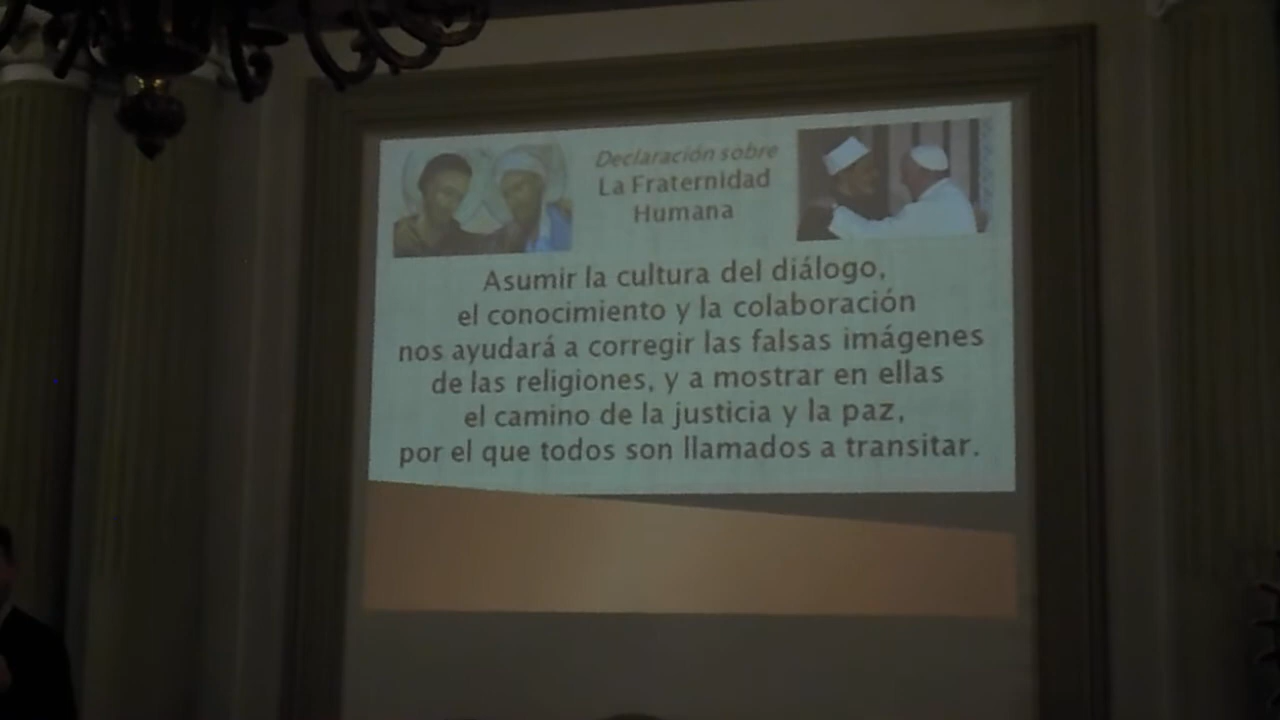 Declaración sobre
La Fraternidad
Humana
Asumir la cultura del diálogo,
el conocimiento y la colaboración
nos ayudará a corregir las falsas imágenes
de las religiones, y a mostrar en ellas
el camino de la justicia y la paz,
por el que todos son llamados a transitar.